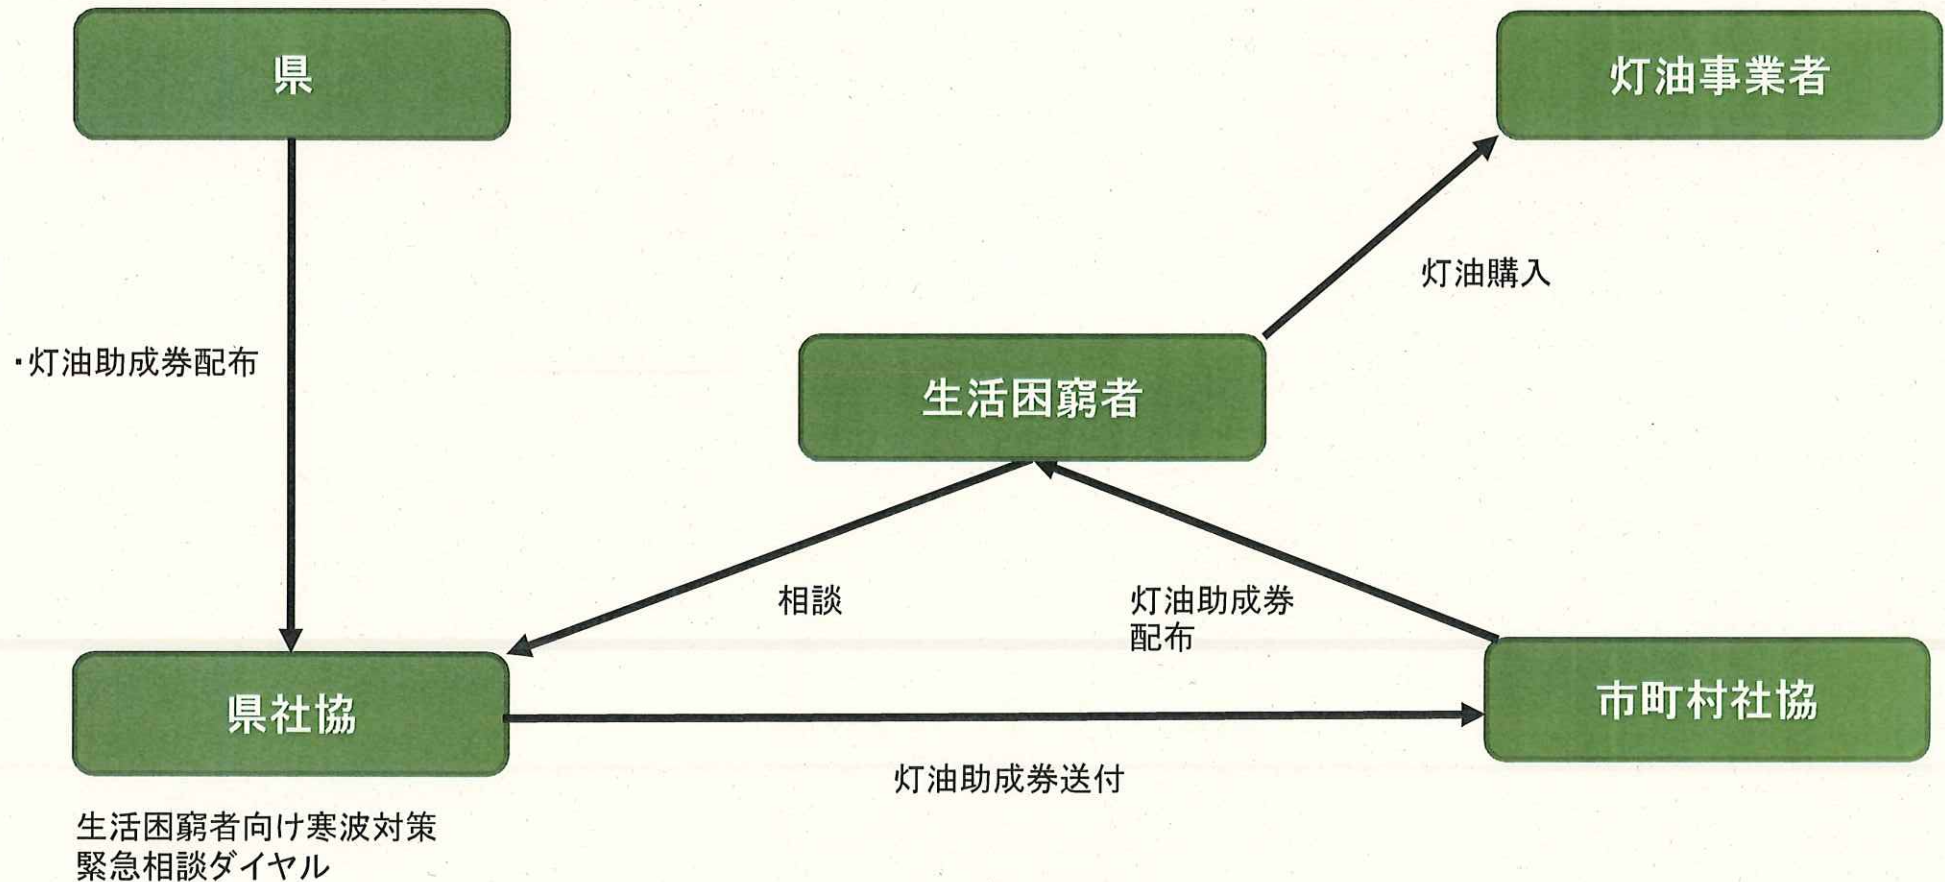 県
灯油事業者
灯油購入
・灯油助成券配布
生活困窮者
相談
灯油助成券
配布
県社協
市町村社協
灯油助成券送付
生活困窮者向け寒波対策
緊急相談ダイヤル